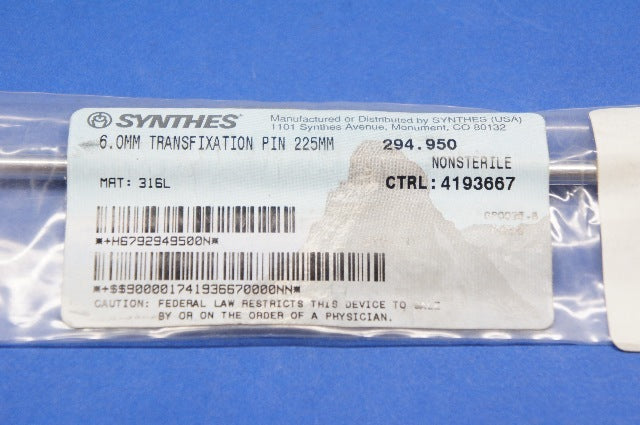 SYNTHES®
Manufactured or Distributed by SYNTHES (USA)
1101 Synthes Avenue, Monument, CO 80132
6.0MM TRANSFIXATION PIN 225MM
294.950
NONSTERILE
MAT: 316L
CTRL: 4193667
*+H6792949500N*
*+$$900001741936670000NN*
CAUTION: FEDERAL LAW RESTRICTS THIS DEVICE TO
BY OR ON THE ORDER OF A PHYSICIAN.